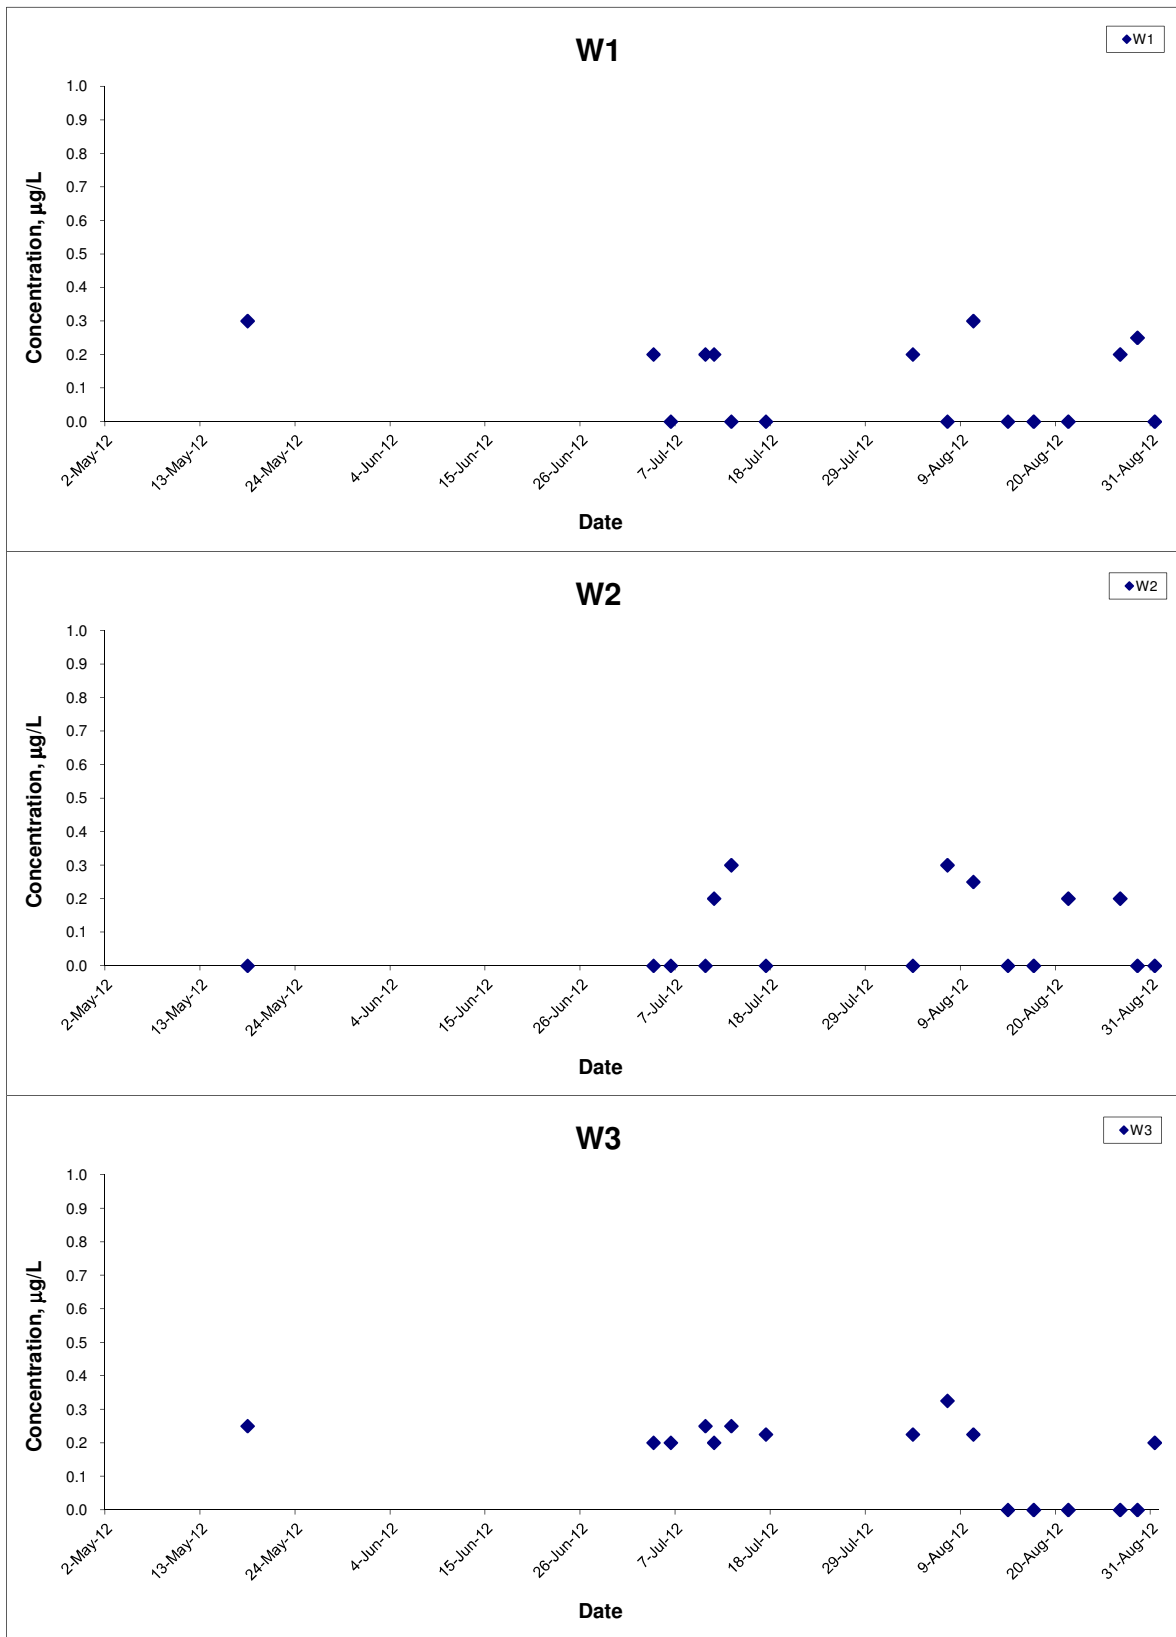 W1
W1
1.0
0.9
0.8
0.7
0.6
0.5
0.4
0.3
0.2
0.1
0.0
Concentration, µg/L
2-May-12
13-May-12
24-May-12
4-Jun-12
15-Jun-12
26-Jun-12
7-Jul-12
18-Jul-12
29-Jul-12
9-Aug-12
20-Aug-12
31-Aug-12
Date
W2
W2
1.0
0.9
0.8
0.7
0.6
0.5
0.4
0.3
0.2
0.1
0.0
Concentration, µg/L
2-May-12
13-May-12
24-May-12
4-Jun-12
15-Jun-12
26-Jun-12
7-Jul-12
18-Jul-12
29-Jul-12
9-Aug-12
20-Aug-12
31-Aug-12
Date
W3
W3
1.0
0.9
0.8
0.7
0.6
0.5
0.4
0.3
0.2
0.1
0.0
Concentration, µg/L
2-May-12
13-May-12
24-May-12
4-Jun-12
15-Jun-12
26-Jun-12
7-Jul-12
18-Jul-12
29-Jul-12
9-Aug-12
20-Aug-12
31-Aug-12
Date